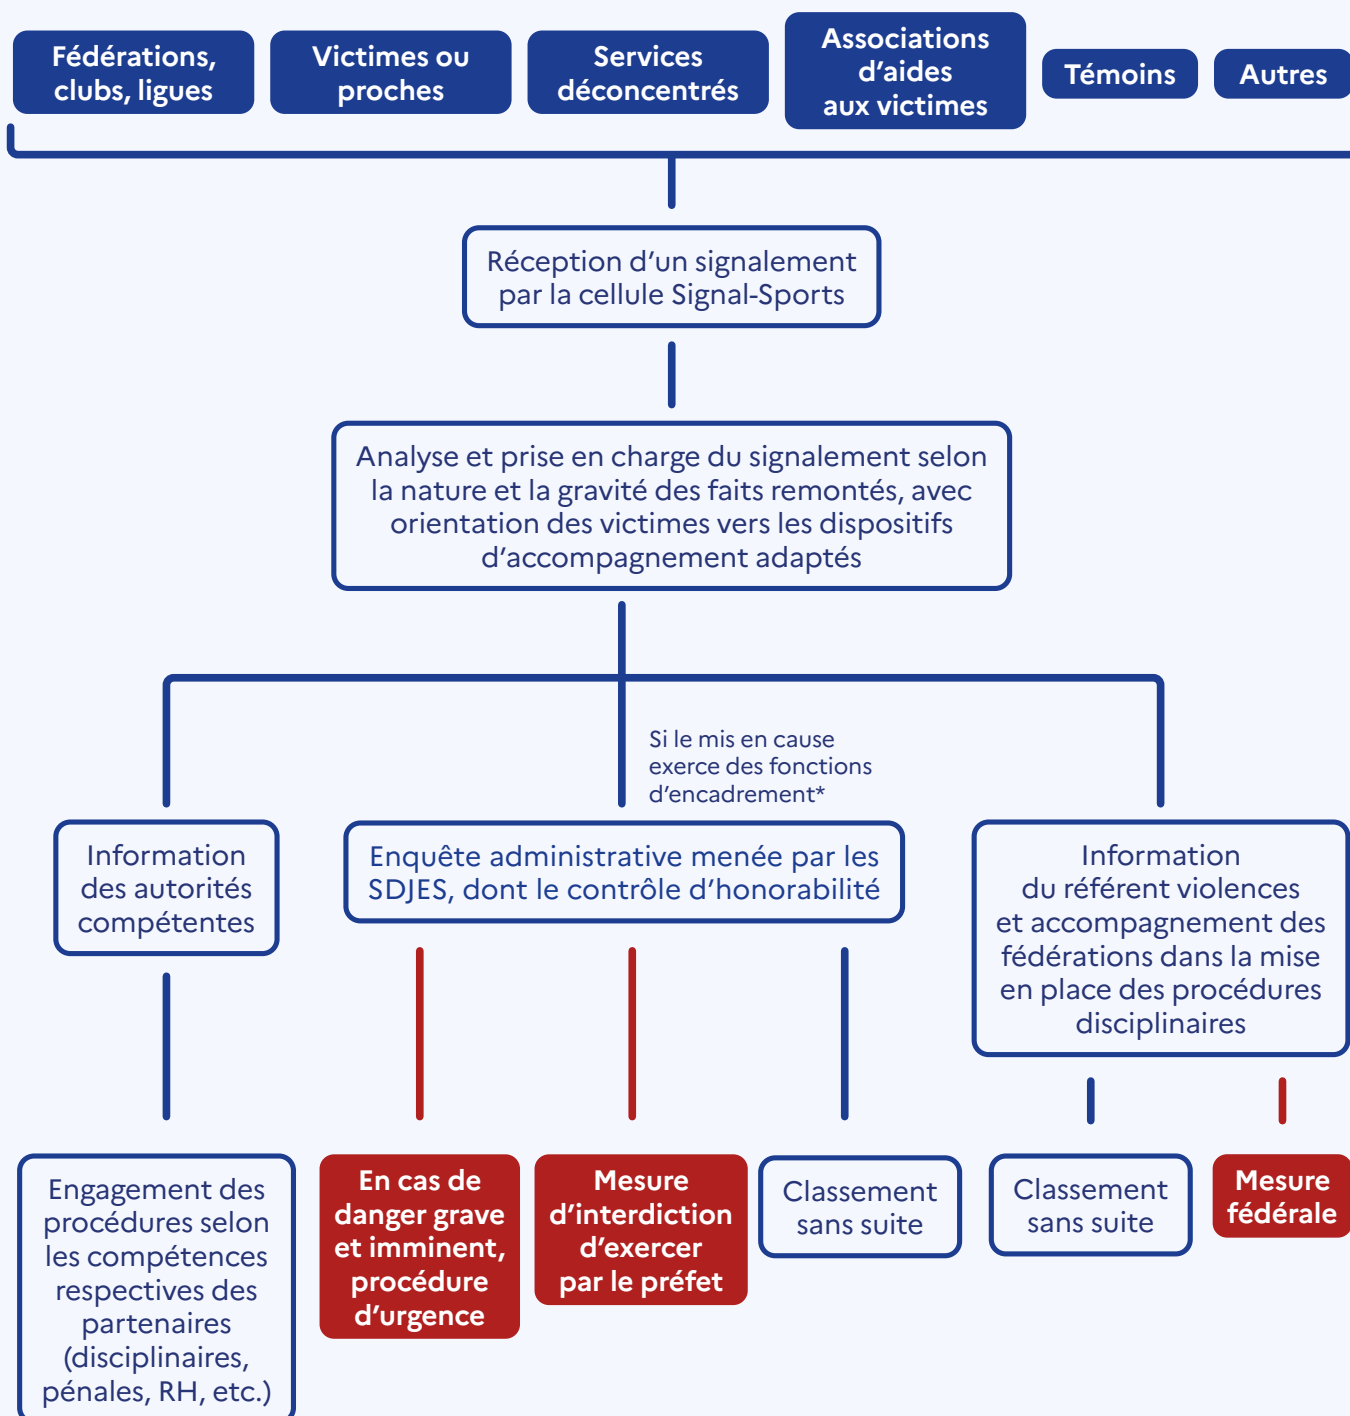 Fédérations,
clubs, ligues
Victimes ou
proches
Services
déconcentrés
Associations
d’aides
aux victimes
Témoins
Autres
Réception d’un signalement
par la cellule Signal-Sports
Analyse et prise en charge du signalement selon
la nature et la gravité des faits remontés, avec
orientation des victimes vers les dispositifs
d’accompagnement adaptés
Si le mis en cause
exerce des fonctions
d’encadrement*
Information
des autorités
compétentes
Enquête administrative menée par les
SDJES, dont le contrôle d’honorabilité
Information
du référent violences
et accompagnement des
fédérations dans la mise
en place des procédures
disciplinaires
Engagement des
procédures selon
les compétences
respectives des
partenaires
(disciplinaires,
pénales, RH, etc.)
En cas de
danger grave
et imminent,
procédure
d’urgence
Mesure
d’interdiction
d’exercer
par le préfet
Classement
sans suite
Classement
sans suite
Mesure
fédérale